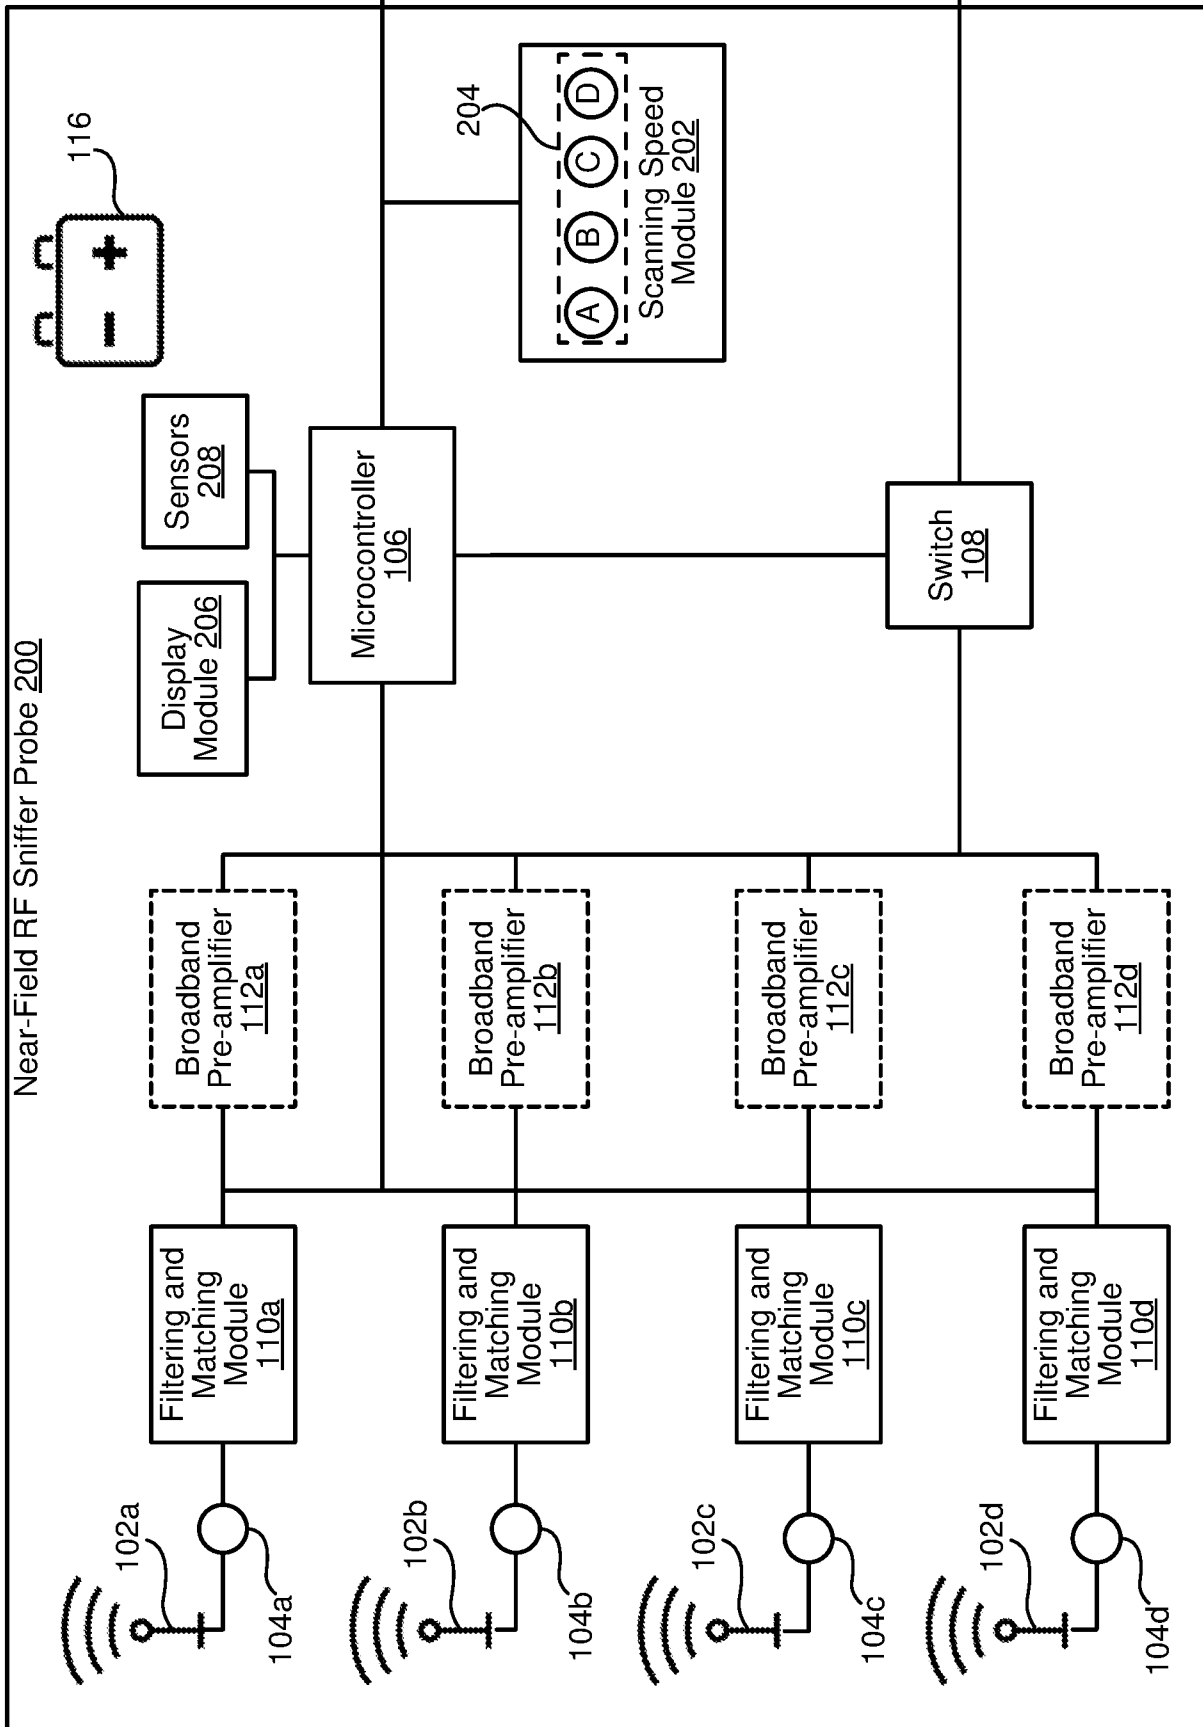 Near-Field RF Sniffer Probe 200
102a
104a
Filtering and
Matching
Module
110a
Broadband
Pre-amplifier
112a
Display
Module 206
Sensors
208
116
102b
104b
Filtering and
Matching
Module
110b
Broadband
Pre-amplifier
112b
Microcontroller
106
204
A B C D
Scanning Speed
Module 202
102c
104c
Filtering and
Matching
Module
110c
Broadband
Pre-amplifier
112c
102d
104d
Filtering and
Matching
Module
110d
Broadband
Pre-amplifier
112d
Switch
108